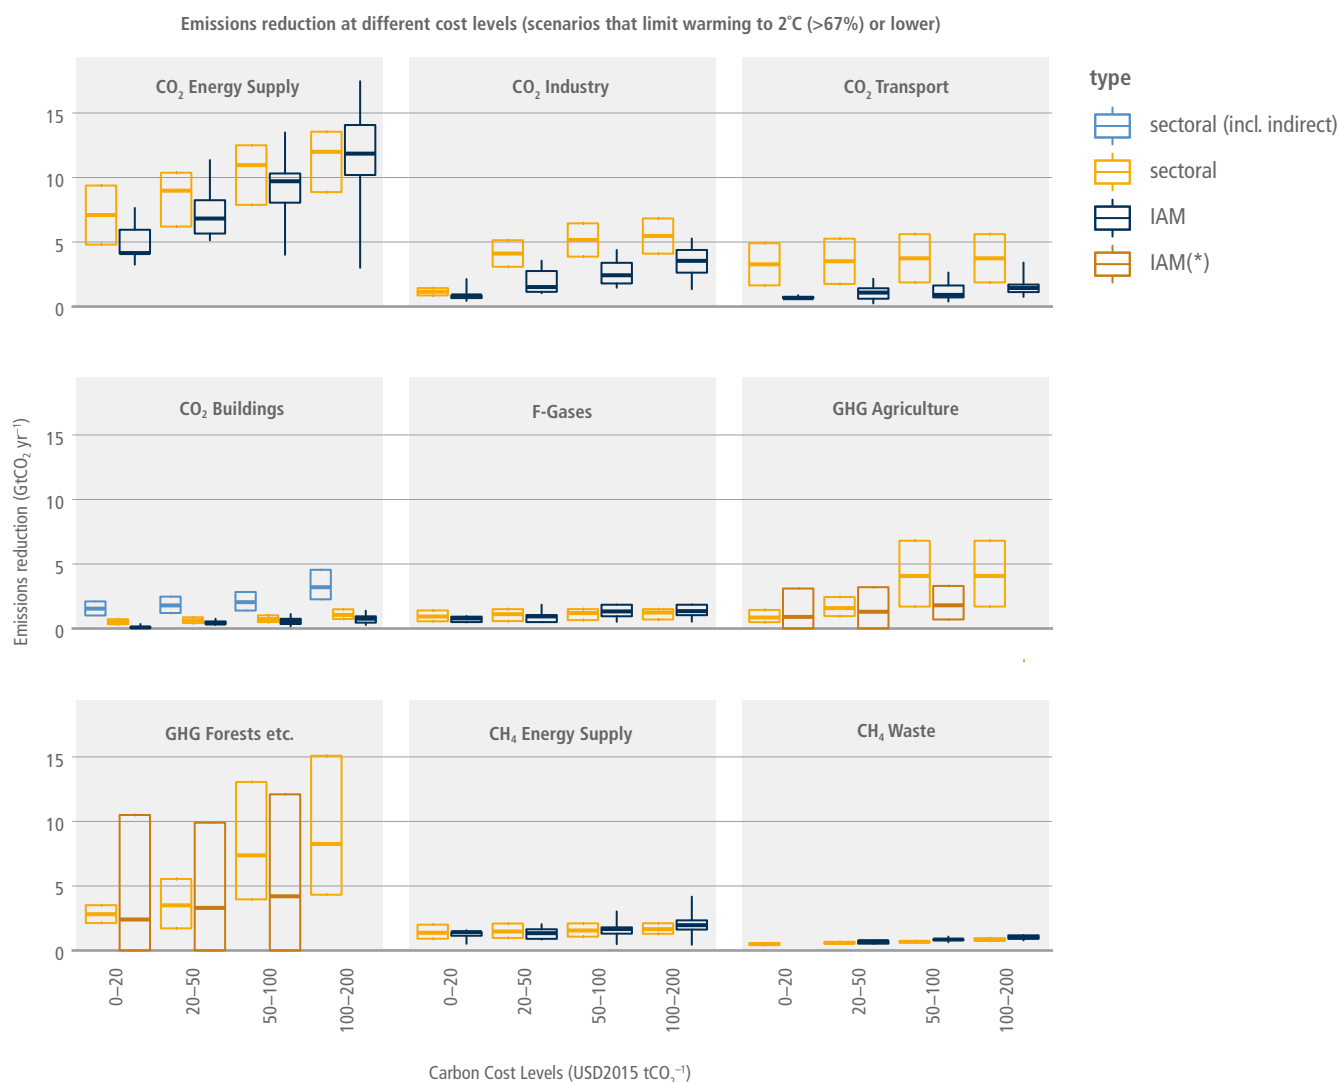 Emissions reduction at different cost levels (scenarios that limit warming to 2˚C (>67%) or lower)
CO₂ Energy Supply
CO₂ Industry
CO₂ Transport
15
10
5
0
type
sectoral (incl. indirect)
sectoral
IAM
IAM(*)
Emissions reduction (GtCO₂ yr⁻¹)
CO₂ Buildings
F-Gases
GHG Agriculture
15
10
5
0
GHG Forests etc.
CH₄ Energy Supply
CH₄ Waste
15
10
5
0
0–20
20–50
50–100
100–200
0–20
20–50
50–100
100–200
0–20
20–50
50–100
100–200
Carbon Cost Levels (USD2015 tCO₂⁻¹)